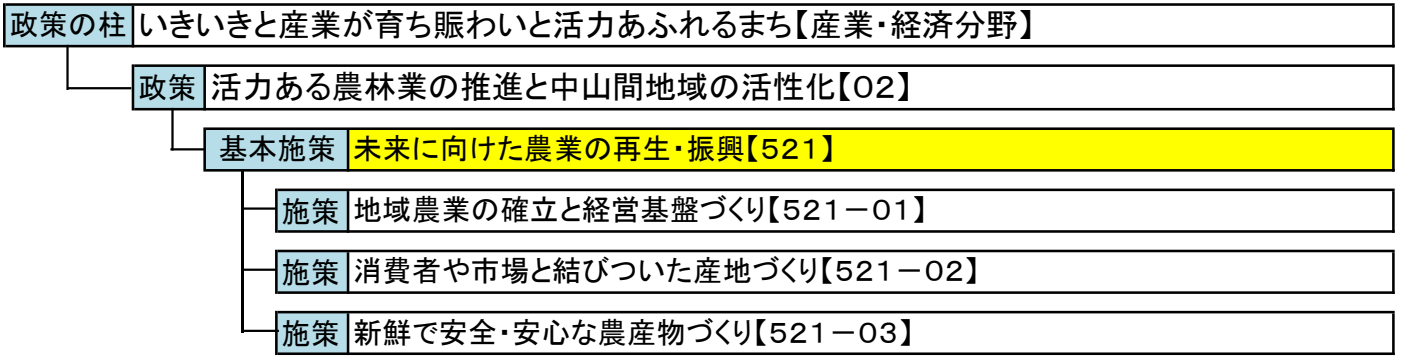 政策の柱 いきいきと産業が育ち賑わいと活力あふれるまち【産業・経済分野】
政策 活力ある農林業の推進と中山間地域の活性化【02】
基本施策 未来に向けた農業の再生・振興【521】
施策 地域農業の確立と経営基盤づくり【521－01】
施策 消費者や市場と結びついた産地づくり【521－02】
施策 新鮮で安全・安心な農産物づくり【521－03】